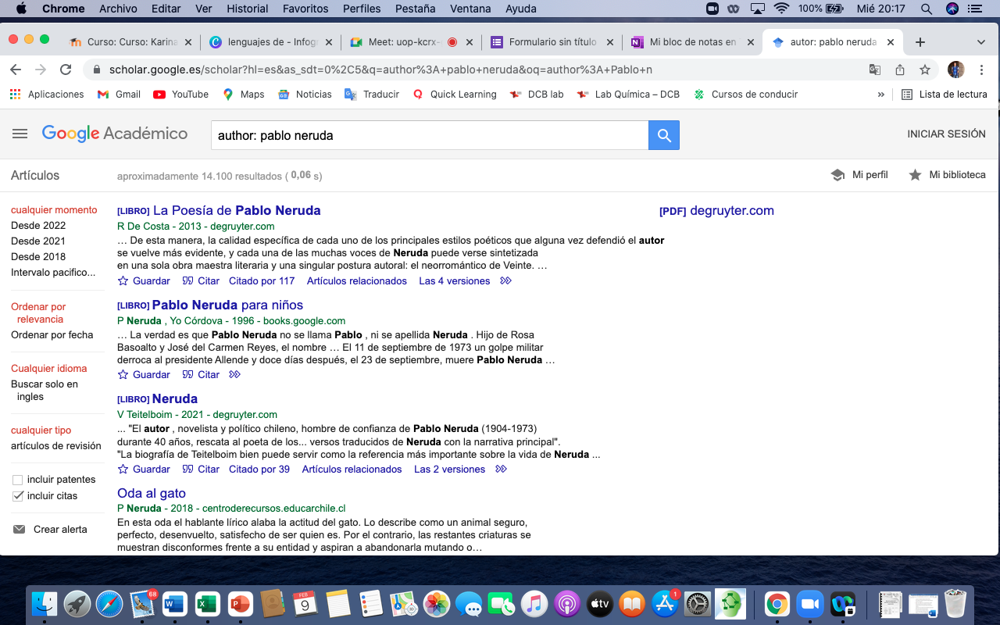 Chrome Archivo Editar Ver Historial Favoritos Perfiles Pestaña Ventana Ayuda 100% Mié 20:17
Curso: Curso: Karina lenguajes de - Infogr Meet: uop-kcrx- Formulario sin título Mi bloc de notas en autor: pablo neruda
scholar.google.es/scholar?hl=es&as_sdt=0%2C5&q=author%3A+pablo+neruda&oq=author%3A+Pablo+n
Aplicaciones Gmail YouTube Maps Noticias Traducir Quick Learning DCB lab Lab Química – DCB Cursos de conducir » Lista de lectura
Google Académico author: pablo neruda INICIAR SESIÓN
Artículos aproximadamente 14.100 resultados ( 0,06 s) Mi perfil Mi biblioteca
cualquier momento
Desde 2022
Desde 2021
Desde 2018
Intervalo pacifico...
Ordenar por
relevancia
Ordenar por fecha
Cualquier idioma
Buscar solo en
ingles
cualquier tipo
artículos de revisión
incluir patentes
incluir citas
Crear alerta
[LIBRO] La Poesía de Pablo Neruda [PDF] degruyter.com
R De Costa - 2013 - degruyter.com
… De esta manera, la calidad específica de cada uno de los principales estilos poéticos que alguna vez defendió el autor
se vuelve más evidente, y cada una de las muchas voces de Neruda puede verse sintetizada
en una sola obra maestra literaria y una singular postura autoral: el neorromántico de Veinte. …
Guardar Citar Citado por 117 Artículos relacionados Las 4 versiones
[LIBRO] Pablo Neruda para niños
P Neruda , Yo Córdova - 1996 - books.google.com
… La verdad es que Pablo Neruda no se llama Pablo , ni se apellida Neruda . Hijo de Rosa
Basoalto y José del Carmen Reyes, el nombre … El 11 de septiembre de 1973 un golpe militar
derroca al presidente Allende y doce días después, el 23 de septiembre, muere Pablo Neruda …
Guardar Citar
[LIBRO] Neruda
V Teitelboim - 2021 - degruyter.com
... "El autor , novelista y político chileno, hombre de confianza de Pablo Neruda (1904-1973)
durante 40 años, rescata al poeta de los... versos traducidos de Neruda con la narrativa principal".
"La biografía de Teitelboim bien puede servir como la referencia más importante sobre la vida de Neruda ...
Guardar Citar Citado por 39 Artículos relacionados Las 2 versiones
Oda al gato
P Neruda - 2018 - centroderecursos.educarchile.cl
En esta oda el hablante lírico alaba la actitud del gato. Lo describe como un animal seguro,
perfecto, desenvuelto, satisfecho de ser quien es. Por el contrario, las restantes criaturas se
muestran disconformes frente a su entidad y aspiran a abandonarla mutando o…
68 W X P FEB 9 tv 1